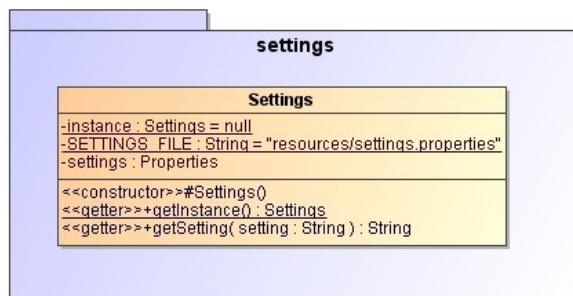 settings
Settings
-instance : Settings = null
-SETTINGS_FILE : String = "resources/settings.properties"
-settings : Properties
<<constructor>>#Settings()
<<getter>>+getInstance() : Settings
<<getter>>+getSetting( setting : String ) : String